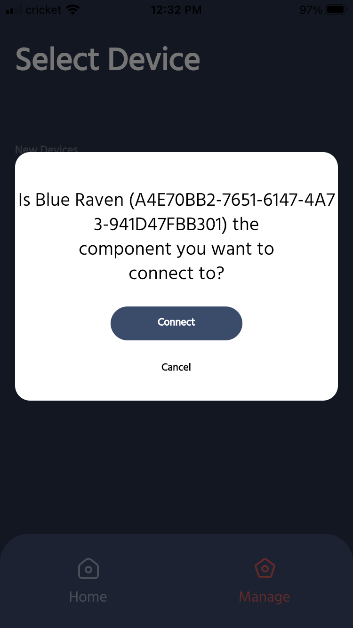 cricket 12:32 PM 97%
Select Device
New Devices
Is Blue Raven (A4E70BB2-7651-6147-4A7
3-941D47FBB301) the
component you want to
connect to?
Connect
Cancel
Home Manage